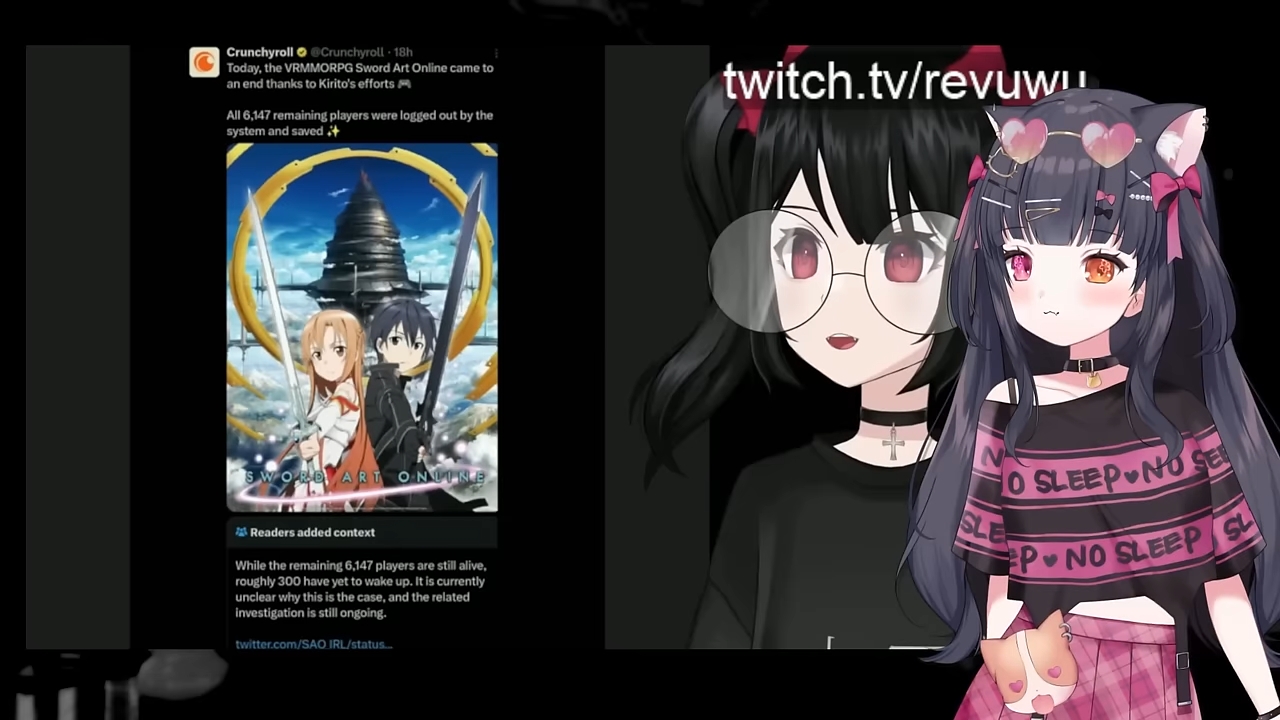 Crunchyroll @Crunchyroll · 18h
Today, the VRMMORPG Sword Art Online came to
an end thanks to Kirito's efforts 🎮
All 6,147 remaining players were logged out by the
system and saved ✨
SWORD ART ONLINE
Readers added context
While the remaining 6,147 players are still alive,
roughly 300 have yet to wake up. It is currently
unclear why this is the case, and the related
investigation is still ongoing.
twitter.com/SAO_IRL/status...
twitch.tv/revuwu
NO SLEEP♥NO SLEE
SLEEP♥NO SLEEP♥SL